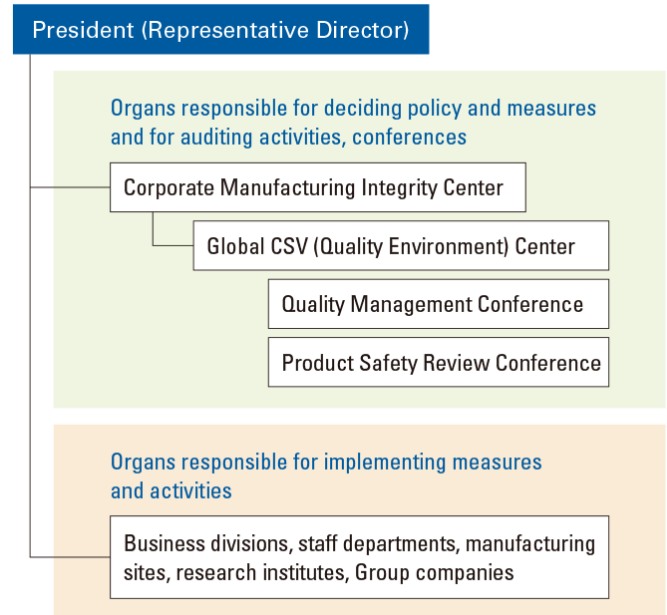 President (Representative Director)
Organs responsible for deciding policy and measures
and for auditing activities, conferences
Corporate Manufacturing Integrity Center
Global CSV (Quality Environment) Center
Quality Management Conference
Product Safety Review Conference
Organs responsible for implementing measures
and activities
Business divisions, staff departments, manufacturing
sites, research institutes, Group companies